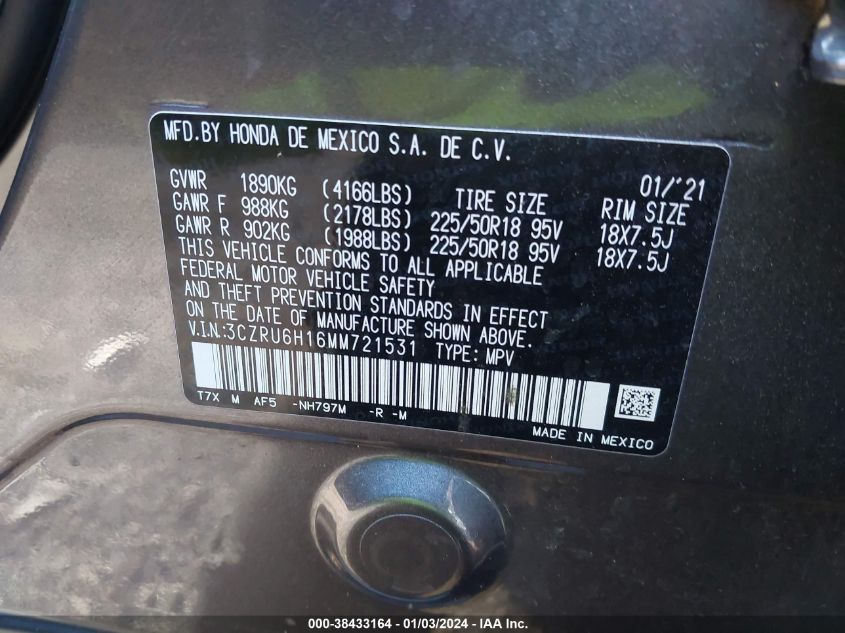 MFD.BY HONDA DE MEXICO S.A. DE C.V.
01/'21
GVWR 1890KG (4166LBS) TIRE SIZE RIM SIZE
GAWR F 988KG (2178LBS) 225/50R18 95V 18X7.5J
GAWR R 902KG (1988LBS) 225/50R18 95V 18X7.5J
THIS VEHICLE CONFORMS TO ALL APPLICABLE
FEDERAL MOTOR VEHICLE SAFETY
AND THEFT PREVENTION STANDARDS IN EFFECT
ON THE DATE OF MANUFACTURE SHOWN ABOVE.
V.I.N:3CZRU6H16MM721531 TYPE: MPV
T7X M AF5 -NH797M -R -M
MADE IN MEXICO
000-38433164 - 01/03/2024 - IAA Inc.